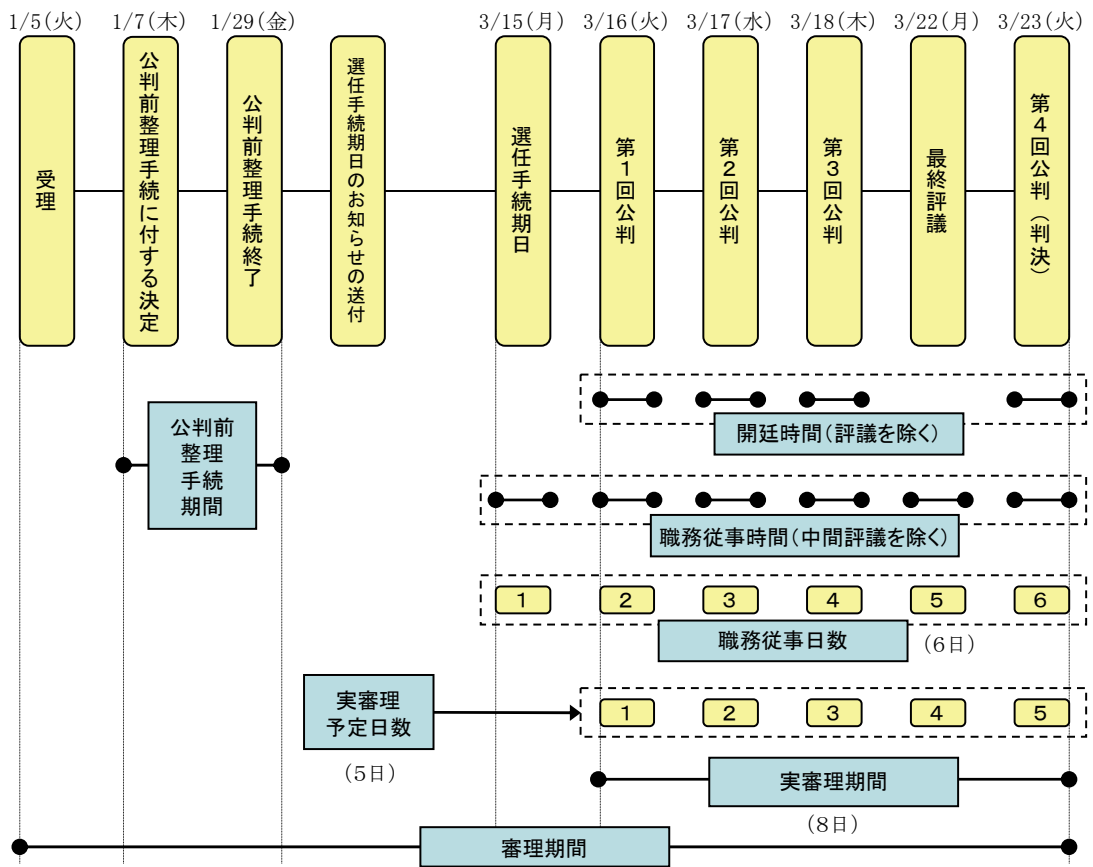 1/5(火)
1/7(木)
1/29(金)
3/15(月)
3/16(火)
3/17(水)
3/18(木)
3/22(月)
3/23(火)
受理
公判前整理手続に付する決定
公判前整理手続終了
選任手続期日のお知らせの送付
選任手続期日
第1回公判
第2回公判
第3回公判
最終評議
第4回公判（判決）
開廷時間(評議を除く)
公判前
整理
手続
期間
職務従事時間(中間評議を除く)
1 2 3 4 5 6
職務従事日数
(6日)
実審理
予定日数
(5日)
1 2 3 4 5
実審理期間
(8日)
審理期間